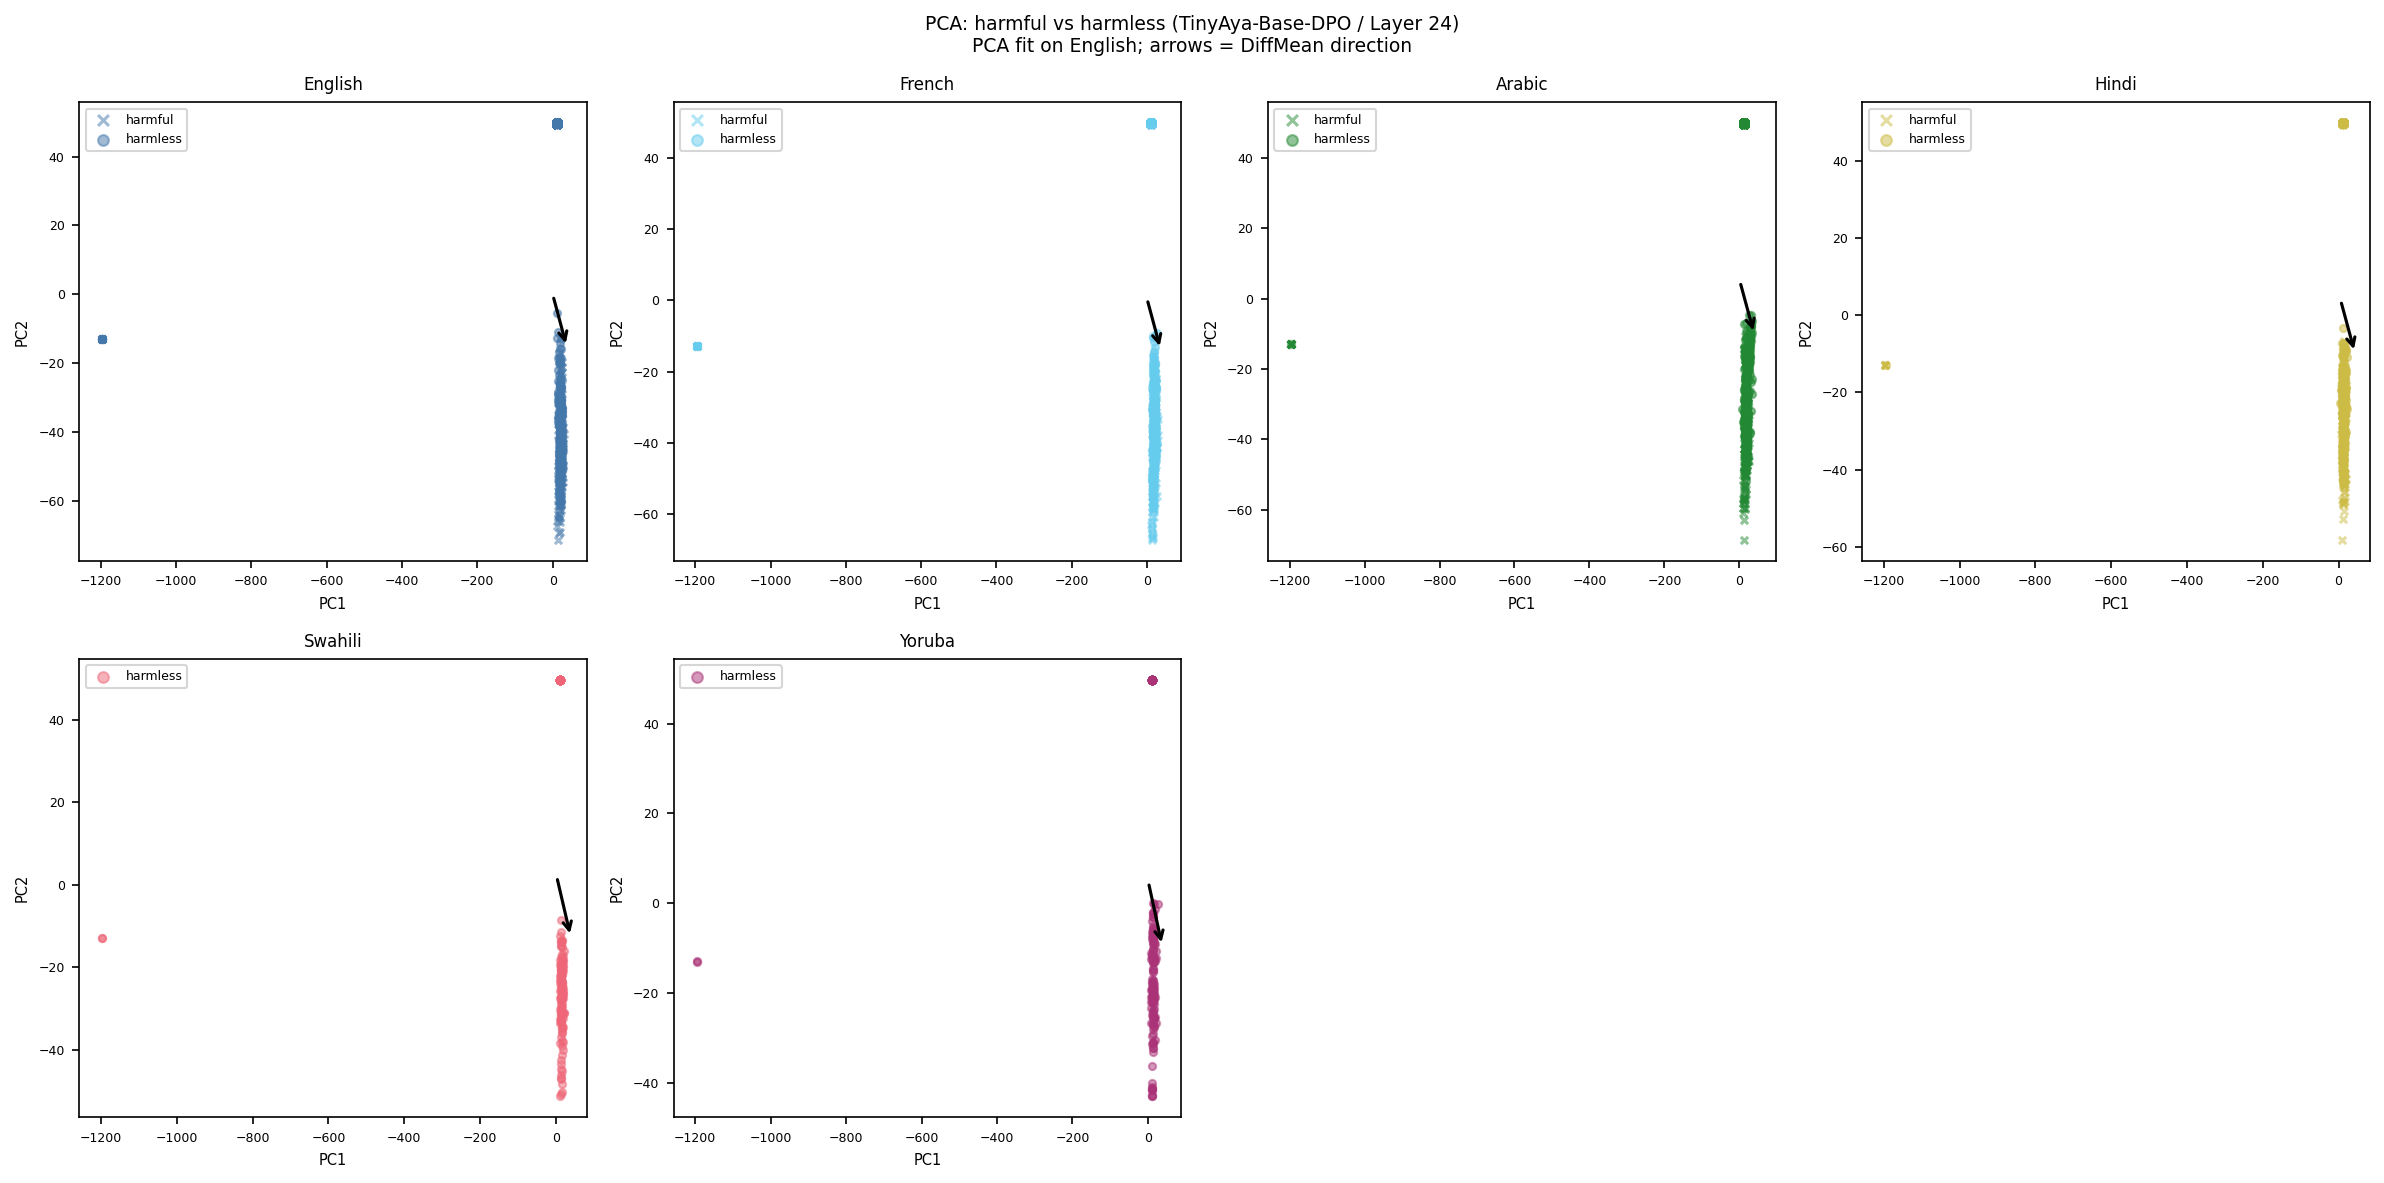 PCA: harmful vs harmless (TinyAya-Base-DPO / Layer 24)
PCA fit on English; arrows = DiffMean direction
English
harmful
harmless
40
20
0
−20
−40
−60
PC2
−1200 −1000 −800 −600 −400 −200 0
PC1
French
harmful
harmless
40
20
0
−20
−40
−60
PC2
−1200 −1000 −800 −600 −400 −200 0
PC1
Arabic
harmful
harmless
40
20
0
−20
−40
−60
PC2
−1200 −1000 −800 −600 −400 −200 0
PC1
Hindi
harmful
harmless
40
20
0
−20
−40
−60
PC2
−1200 −1000 −800 −600 −400 −200 0
PC1
Swahili
harmless
40
20
0
−20
−40
PC2
−1200 −1000 −800 −600 −400 −200 0
PC1
Yoruba
harmless
40
20
0
−20
−40
PC2
−1200 −1000 −800 −600 −400 −200 0
PC1